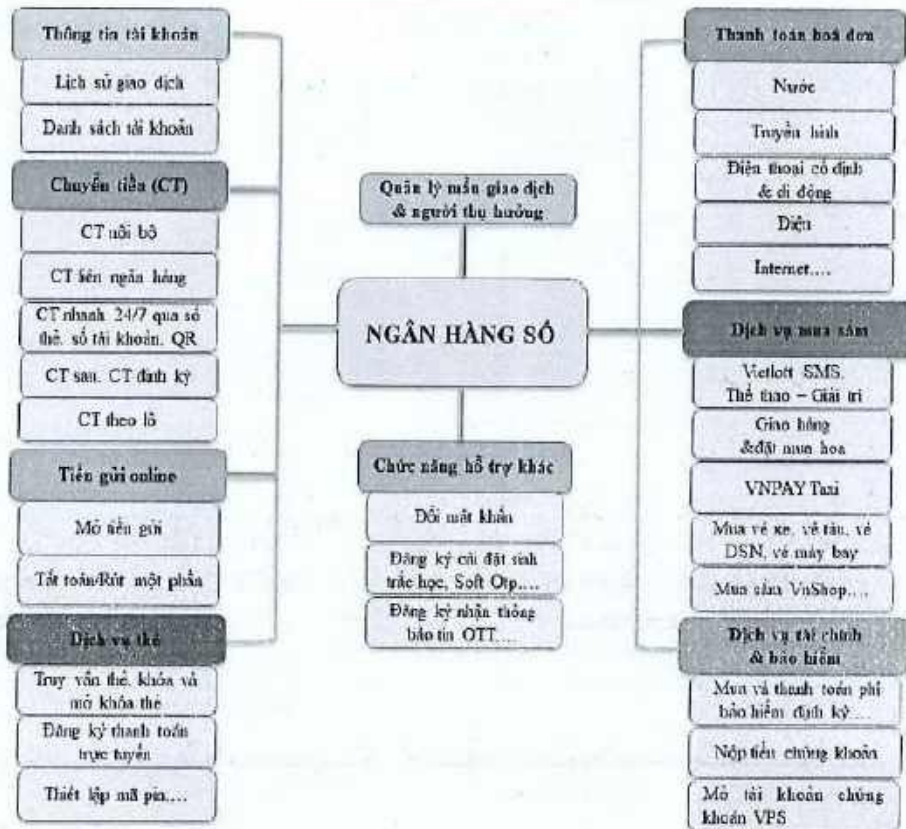 Thông tin tài khoản
Lịch sử giao dịch
Danh sách tài khoản
Chuyển tiền (CT)
CT nội bộ
CT liên ngân hàng
CT nhanh 24/7 qua số
thẻ, số tài khoản, QR
CT sau, CT định kỳ
CT theo lô
Tiền gửi online
Mở tiền gửi
Tất toán/Rút một phần
Dịch vụ thẻ
Truy vấn thẻ, khóa và
mở khóa thẻ
Đăng ký thanh toán
trực tuyến
Thiết lập mã pin....
Quản lý mẫu giao dịch
& người thụ hưởng
NGÂN HÀNG SỐ
Chức năng hỗ trợ khác
Đổi mật khẩu
Đăng ký cài đặt sinh
trắc học, Soft Otp....
Đăng ký nhận thông
báo tin OTT....
Thanh toán hoá đơn
Nước
Truyền hình
Điện thoại cố định
& di động
Điện
Internet....
Dịch vụ mua sắm
Vietlott SMS,
Thể thao – Giải trí
Giao hàng
&đặt mua hoa
VNPAY Taxi
Mua vé xe, vé tàu, vé
DSN, vé máy bay
Mua sắm VnShop....
Dịch vụ tài chính
& bảo hiểm
Mua và thanh toán phí
bảo hiểm định kỳ....
Nộp tiền chứng khoán
Mở tài khoản chứng
khoán VPS